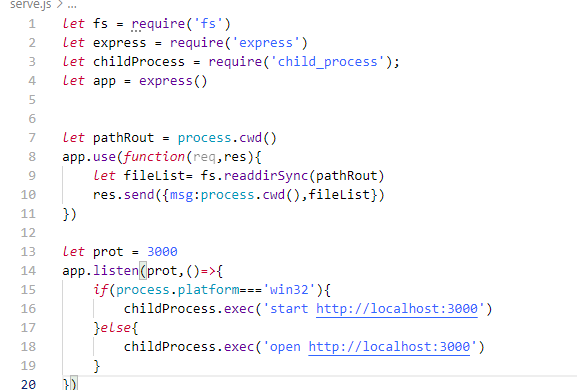 serve.js > ...
1 let fs = require('fs')
2 let express = require('express')
3 let childProcess = require('child_process');
4 let app = express()
5
6
7 let pathRout = process.cwd()
8 app.use(function(req,res){
9     let fileList= fs.readdirSync(pathRout)
10     res.send({msg:process.cwd(),fileList})
11 })
12
13 let prot = 3000
14 app.listen(prot,()=>{
15     if(process.platform==='win32'){
16         childProcess.exec('start http://localhost:3000')
17     }else{
18         childProcess.exec('open http://localhost:3000')
19     }
20 })